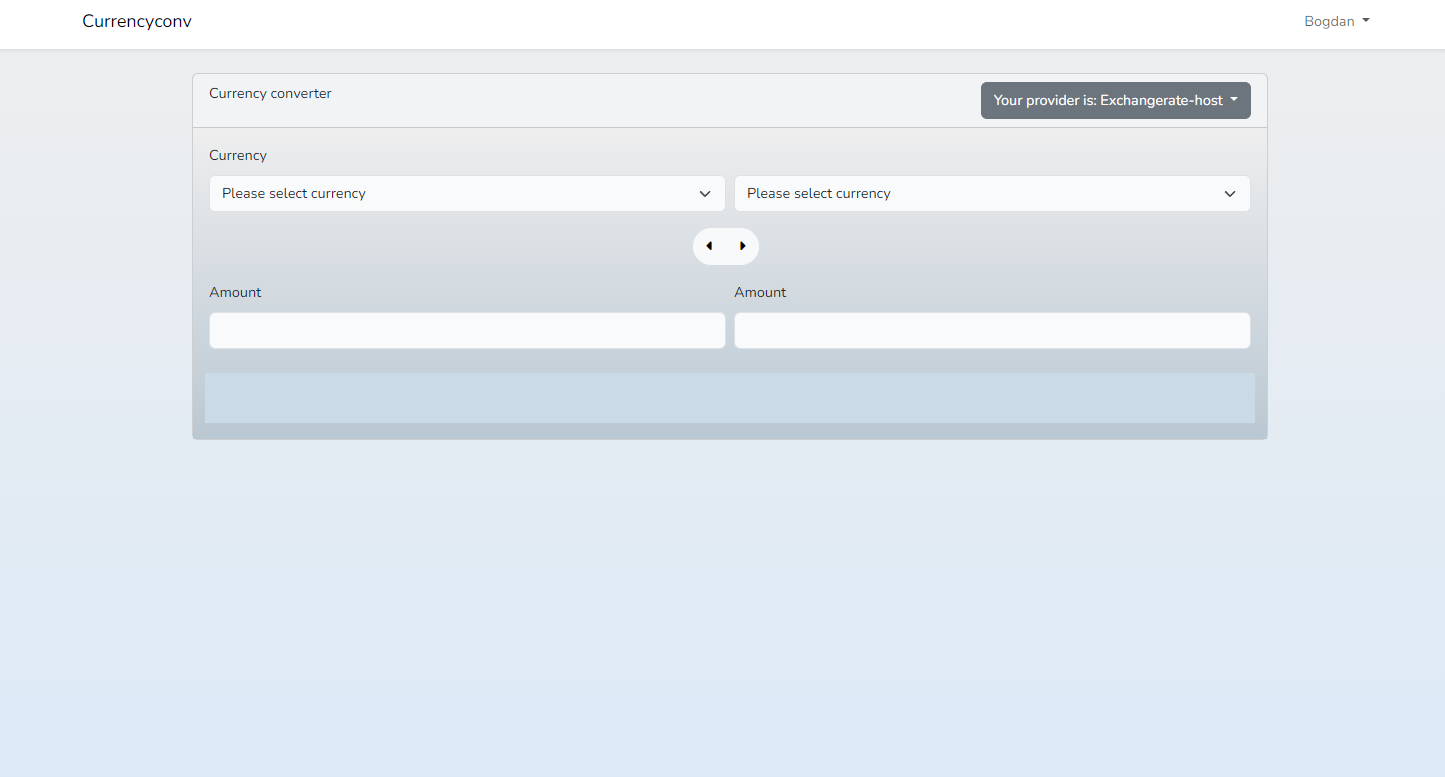 Currencyconv
Bogdan
Currency converter
Your provider is: Exchangerate-host
Currency
Please select currency
Please select currency
Amount
Amount